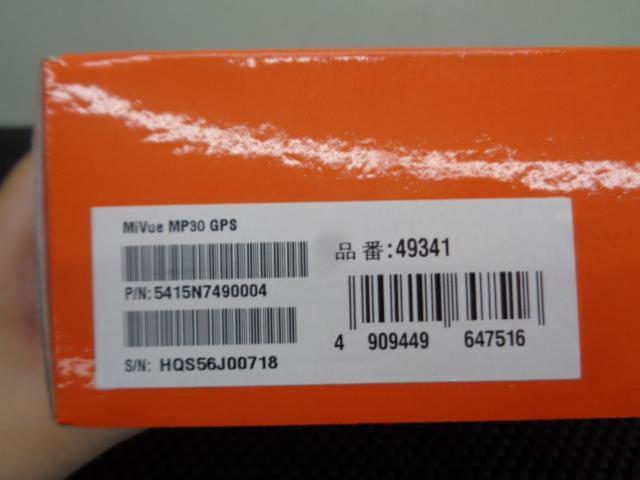 MiVue MP30 GPS
P/N: 5415N7490004
S/N: HQS56J00718
品番:49341
4 909449 647516